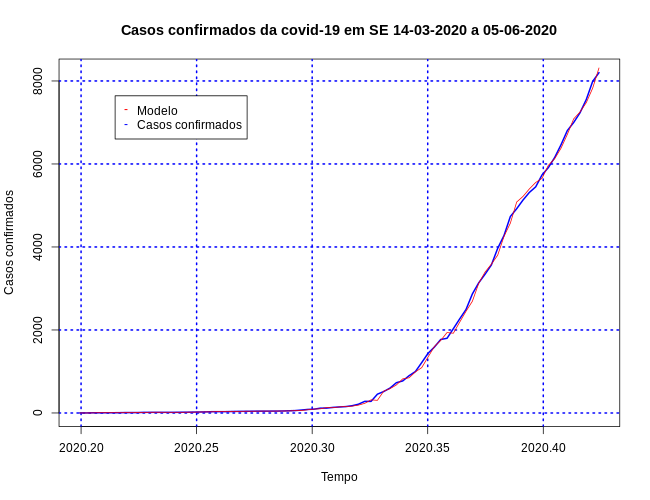 Casos confirmados da covid-19 em SE 14-03-2020 a 05-06-2020
Casos confirmados
8000
6000
4000
2000
0
- Modelo
- Casos confirmados
2020.20 2020.25 2020.30 2020.35 2020.40
Tempo